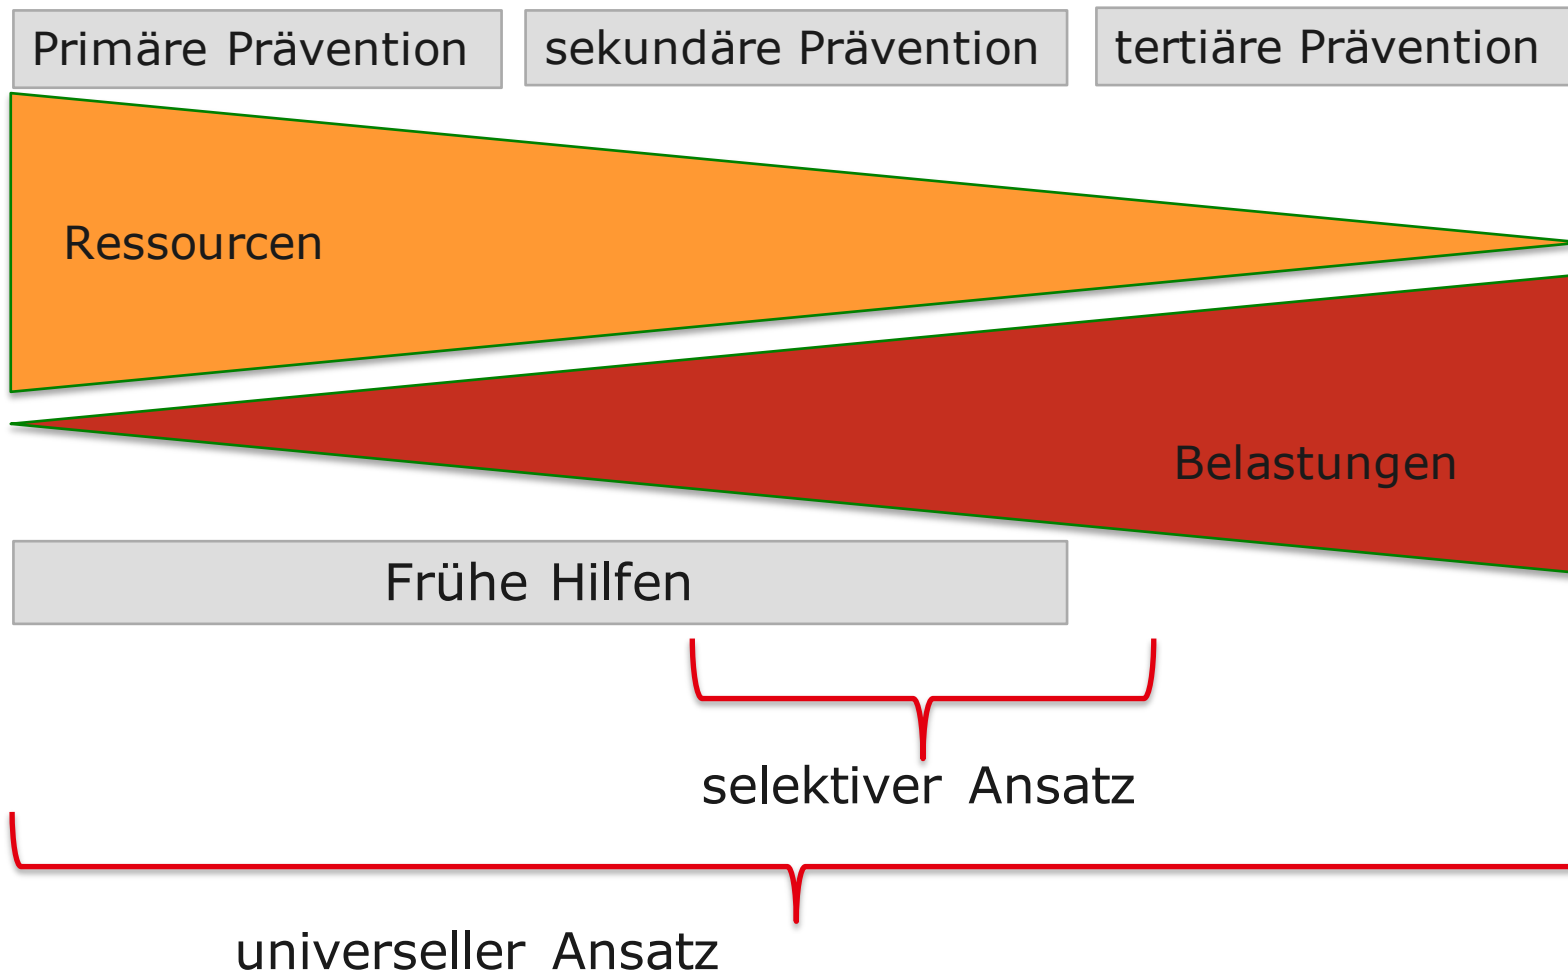 Primäre Prävention
sekundäre Prävention
tertiäre Prävention
Ressourcen
Belastungen
Frühe Hilfen
selektiver Ansatz
universeller Ansatz